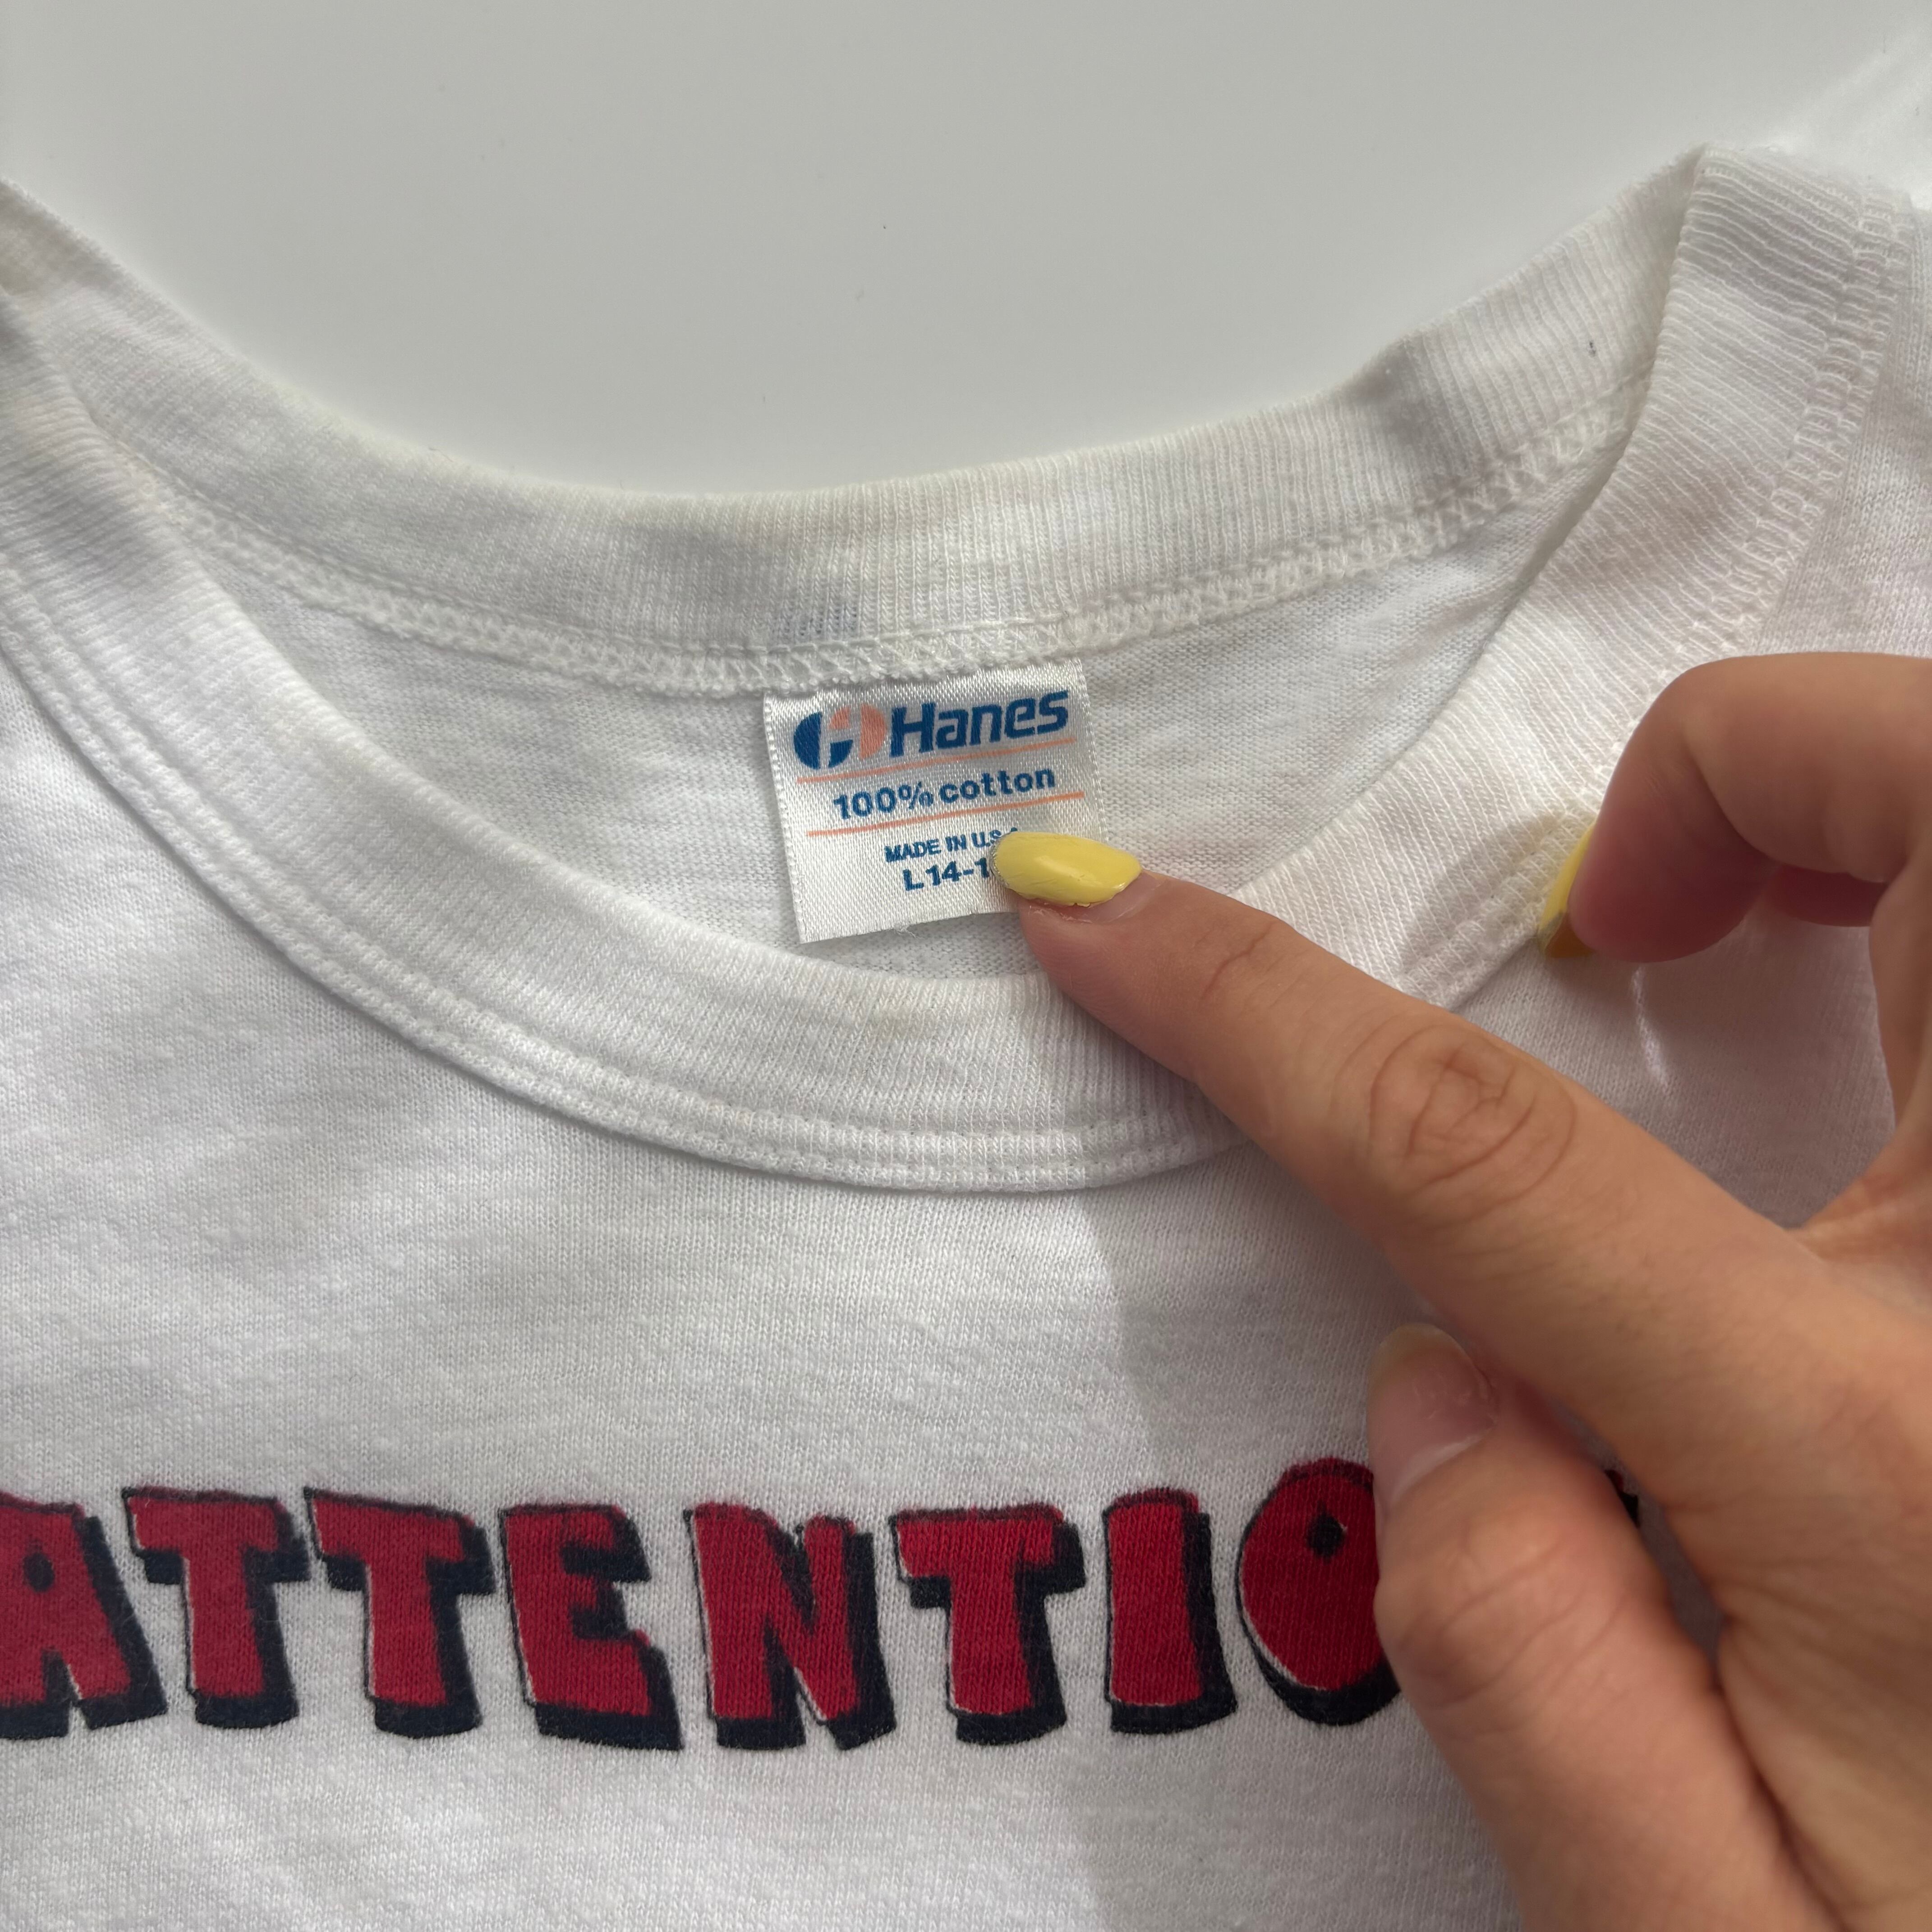 Hanes
100% cotton
MADE IN U.S.
L 14-1
ATTENTIO